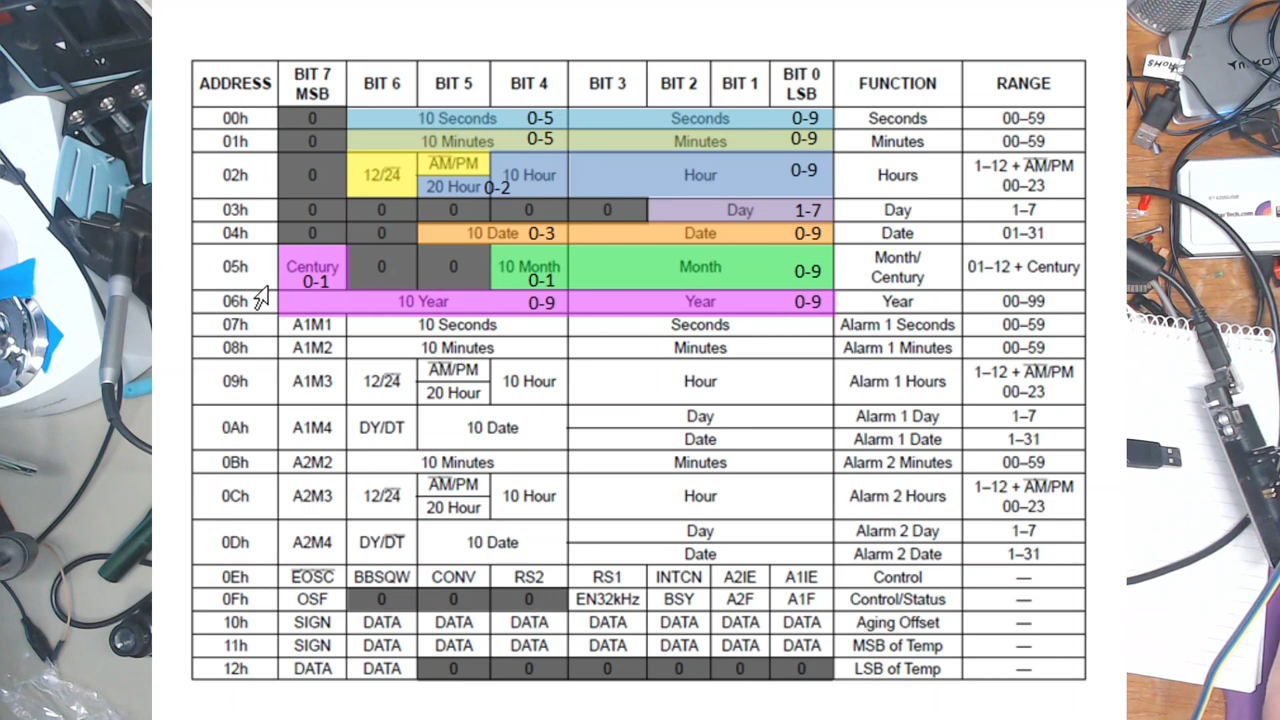 ADDRESS BIT 7 MSB BIT 6 BIT 5 BIT 4 BIT 3 BIT 2 BIT 1 BIT 0 LSB FUNCTION RANGE
00h 0 10 Seconds 0-5 Seconds 0-9 Seconds 00–59
01h 0 10 Minutes 0-5 Minutes 0-9 Minutes 00–59
02h 0 12/24 AM/PM 20 Hour 0-2 10 Hour Hour 0-9 Hours 1–12 + AM/PM 00–23
03h 0 0 0 0 0 Day 1-7 Day 1–7
04h 0 0 10 Date 0-3 Date 0-9 Date 01–31
05h Century 0-1 0 0 10 Month 0-1 Month 0-9 Month/ Century 01–12 + Century
06h 10 Year 0-9 Year 0-9 Year 00–99
07h A1M1 10 Seconds Seconds Alarm 1 Seconds 00–59
08h A1M2 10 Minutes Minutes Alarm 1 Minutes 00–59
09h A1M3 12/24 AM/PM 20 Hour 10 Hour Hour Alarm 1 Hours 1–12 + AM/PM 00–23
0Ah A1M4 DY/DT 10 Date Day Alarm 1 Day 1–7
Date Alarm 1 Date 1–31
0Bh A2M2 10 Minutes Minutes Alarm 2 Minutes 00–59
0Ch A2M3 12/24 AM/PM 20 Hour 10 Hour Hour Alarm 2 Hours 1–12 + AM/PM 00–23
0Dh A2M4 DY/DT 10 Date Day Alarm 2 Day 1–7
Date Alarm 2 Date 1–31
0Eh EOSC BBSQW CONV RS2 RS1 INTCN A2IE A1IE Control —
0Fh OSF 0 0 0 EN32kHz BSY A2F A1F Control/Status —
10h SIGN DATA DATA DATA DATA DATA DATA DATA Aging Offset —
11h SIGN DATA DATA DATA DATA DATA DATA DATA MSB of Temp —
12h DATA DATA 0 0 0 0 0 0 LSB of Temp —
RoHS